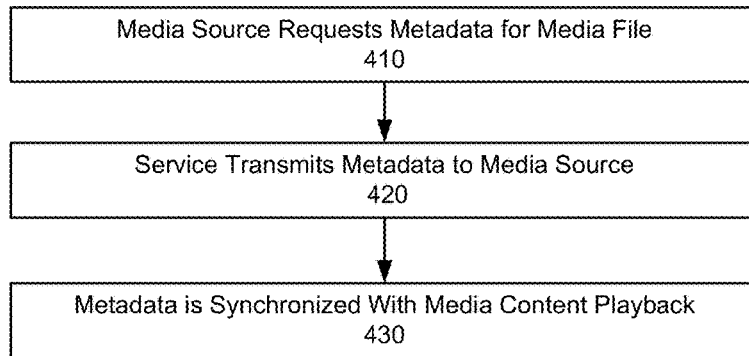 Media Source Requests Metadata for Media File
410
Service Transmits Metadata to Media Source
420
Metadata is Synchronized With Media Content Playback
430